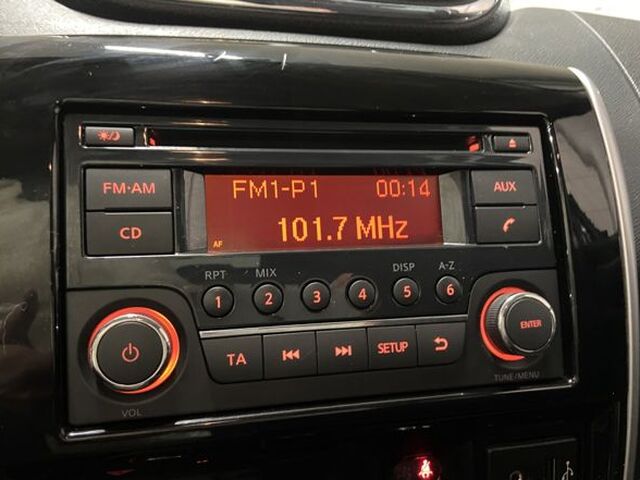 FM·AM
CD
FM1-P1 00:14
101.7 MHz
AF
AUX
RPT MIX DISP A-Z
1 2 3 4 5 6
TA SETUP
ENTER
VOL
TUNE/MENU